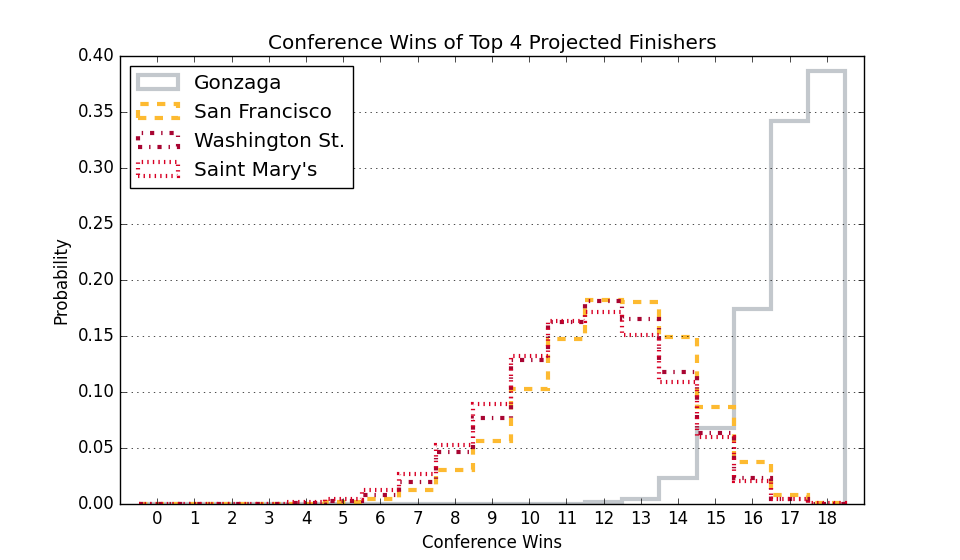 Conference Wins of Top 4 Projected Finishers
Gonzaga
San Francisco
Washington St.
Saint Mary's
0.40
0.35
0.30
0.25
0.20
0.15
0.10
0.05
0.00
Probability
0 1 2 3 4 5 6 7 8 9 10 11 12 13 14 15 16 17 18
Conference Wins